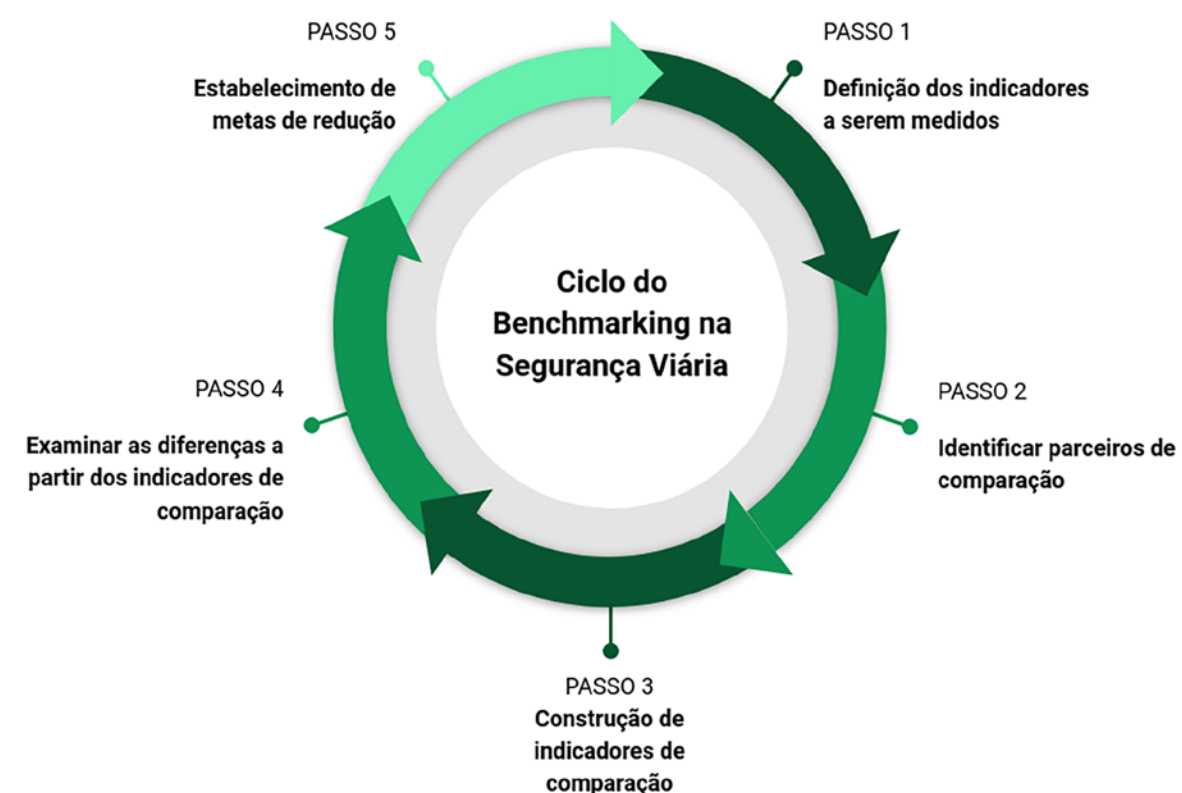 PASSO 5
Estabelecimento de
metas de redução
PASSO 1
Definição dos indicadores
a serem medidos
Ciclo do
Benchmarking na
Segurança Viária
PASSO 4
Examinar as diferenças a
partir dos indicadores de
comparação
PASSO 2
Identificar parceiros de
comparação
PASSO 3
Construção de
indicadores de
comparação